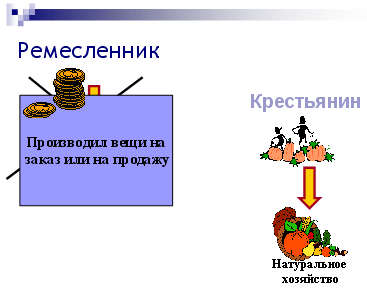 Ремесленник
Производил вещи на
заказ или на продажу
Крестьянин
Натуральное
хозяйство